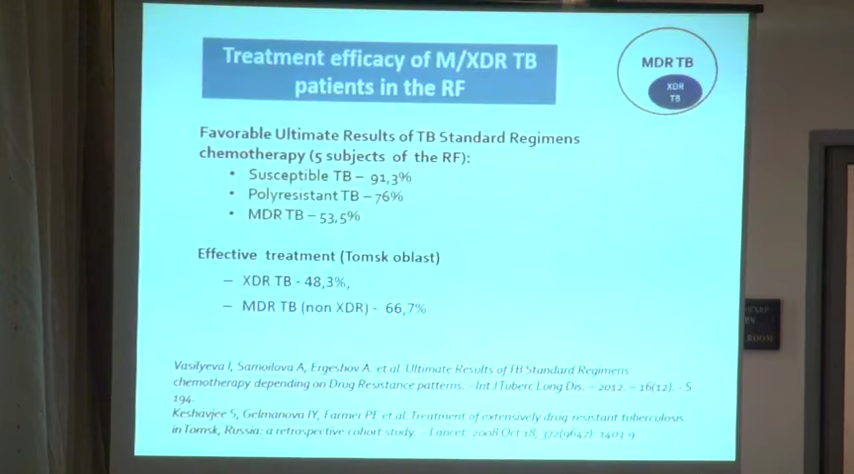 Treatment efficacy of M/XDR TB
patients in the RF
MDR TB
XDR
TB
Favorable Ultimate Results of TB Standard Regimens
chemotherapy (5 subjects of the RF):
• Susceptible TB – 91,3%
• Polyresistant TB – 76%
• MDR TB – 53,5%
Effective treatment (Tomsk oblast)
– XDR TB - 48,3%,
– MDR TB (non XDR) - 66,7%
Vasilyeva I, Samoilova A, Ergeshov A. et al. Ultimate Results of TB Standard Regimens
chemotherapy depending on Drug Resistance patterns. - Int J Tuberc Lung Dis. – 2012. – 16(12). - S
194.
Keshavjee S, Gelmanova IY, Farmer PE et al. Treatment of extensively drug resistant tuberculosis
in Tomsk, Russia: a retrospective cohort study. – Lancet. 2008 Oct 18; 372(9647): 1403-9
ROOM